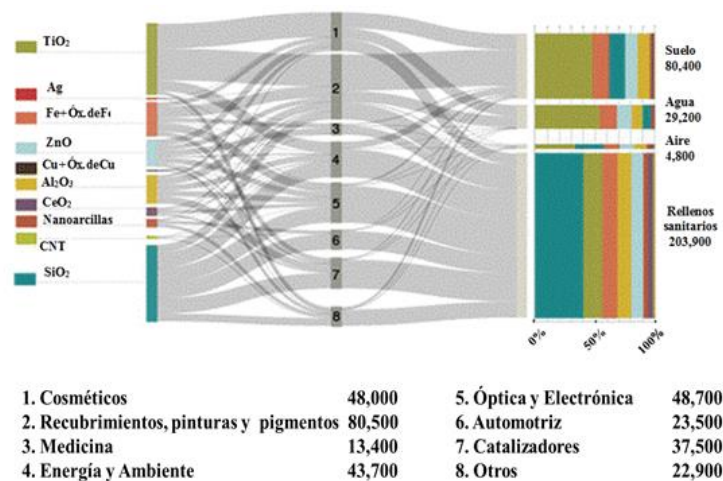 TiO₂
Ag
Fe+Óx.deFe
ZnO
Cu+Óx.deCu
Al₂O₃
CeO₂
Nanoarcillas
CNT
SiO₂
1
2
3
4
5
6
7
8
Suelo
80,400
Agua
29,200
Aire
4,800
Rellenos
sanitarios
203,900
0%
50%
100%
1. Cosméticos 48,000
2. Recubrimientos, pinturas y pigmentos 80,500
3. Medicina 13,400
4. Energía y Ambiente 43,700
5. Óptica y Electrónica 48,700
6. Automotriz 23,500
7. Catalizadores 37,500
8. Otros 22,900